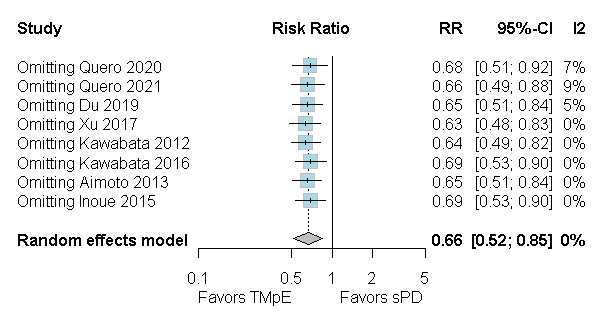 Study Risk Ratio RR 95%-CI I2
Omitting Quero 2020 0.68 [0.51; 0.92] 7%
Omitting Quero 2021 0.66 [0.49; 0.88] 9%
Omitting Du 2019 0.65 [0.51; 0.84] 5%
Omitting Xu 2017 0.63 [0.48; 0.83] 0%
Omitting Kawabata 2012 0.64 [0.49; 0.82] 0%
Omitting Kawabata 2016 0.69 [0.53; 0.90] 0%
Omitting Aimoto 2013 0.65 [0.51; 0.84] 0%
Omitting Inoue 2015 0.69 [0.53; 0.90] 0%
Random effects model 0.66 [0.52; 0.85] 0%
0.1 0.5 1 2 5
Favors TMpE Favors sPD